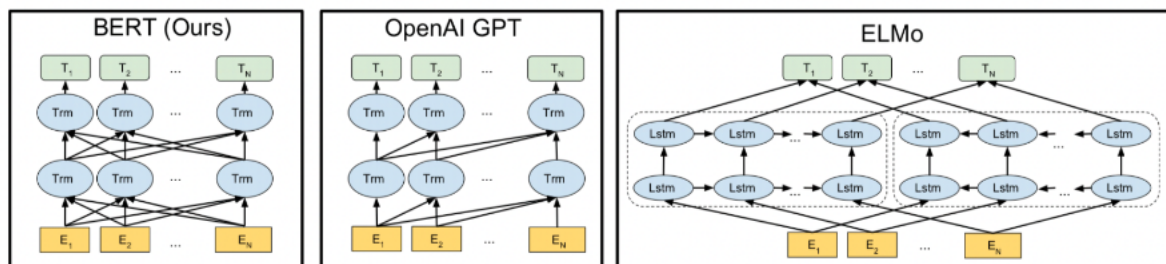 BERT (Ours)
T1 T2 ... TN
Trm Trm ... Trm
Trm Trm ... Trm
E1 E2 ... EN
OpenAI GPT
T1 T2 ... TN
Trm Trm ... Trm
Trm Trm ... Trm
E1 E2 ... EN
ELMo
T1 T2 ... TN
Lstm Lstm ... Lstm Lstm Lstm ... Lstm
Lstm Lstm ... Lstm Lstm Lstm ... Lstm
E1 E2 ... EN